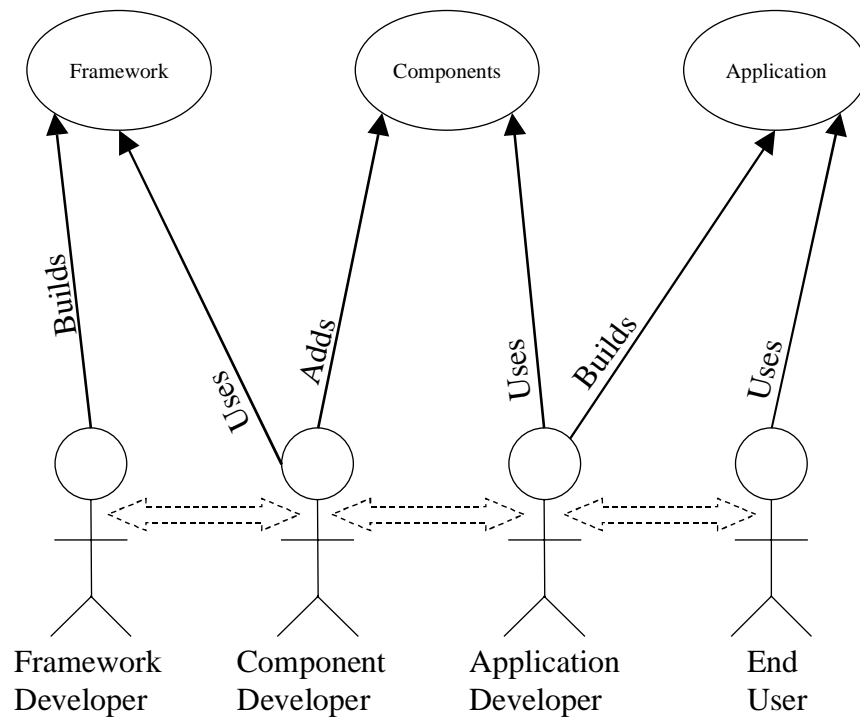 Framework
Components
Application
Builds
Uses
Adds
Uses
Builds
Uses
Framework
Developer
Component
Developer
Application
Developer
End
User